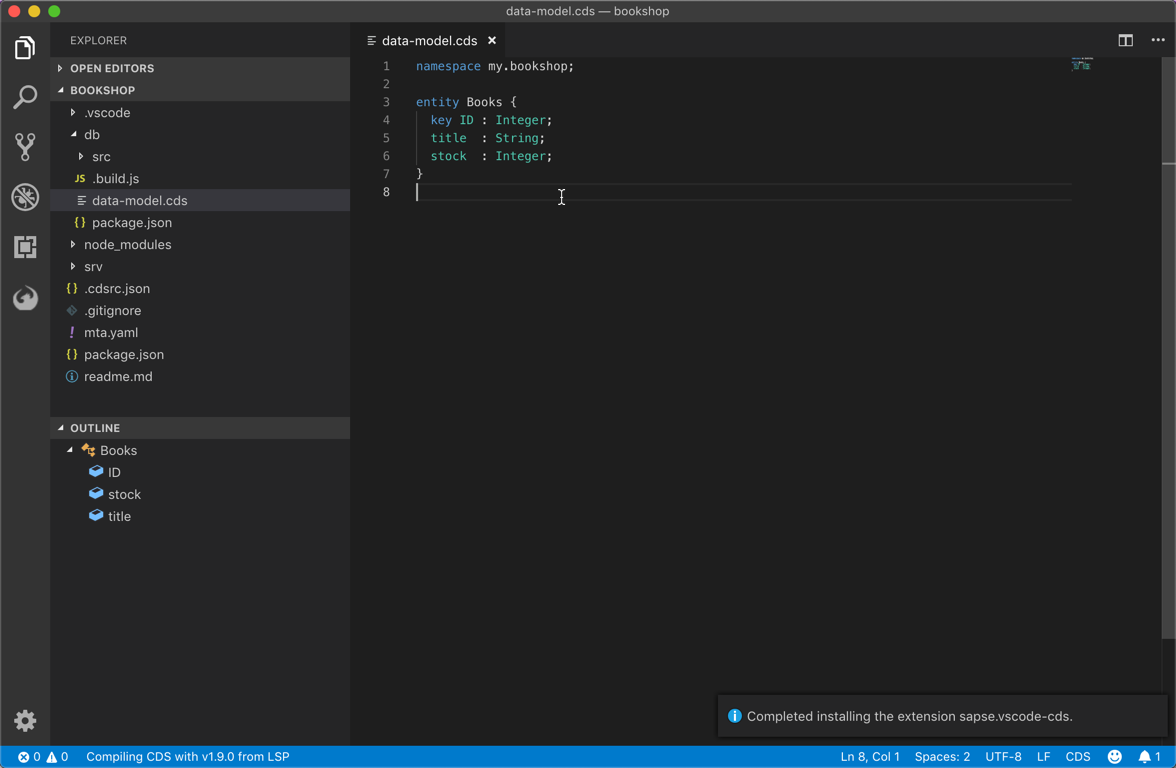 data-model.cds — bookshop
EXPLORER
OPEN EDITORS
BOOKSHOP
.vscode
db
src
JS .build.js
data-model.cds
{} package.json
node_modules
srv
{} .cdsrc.json
.gitignore
! mta.yaml
{} package.json
readme.md
OUTLINE
Books
ID
stock
title
data-model.cds
1 namespace my.bookshop;
2
3 entity Books {
4 key ID : Integer;
5 title : String;
6 stock : Integer;
7 }
8
Completed installing the extension sapse.vscode-cds.
0 0 Compiling CDS with v1.9.0 from LSP Ln 8, Col 1 Spaces: 2 UTF-8 LF CDS 1